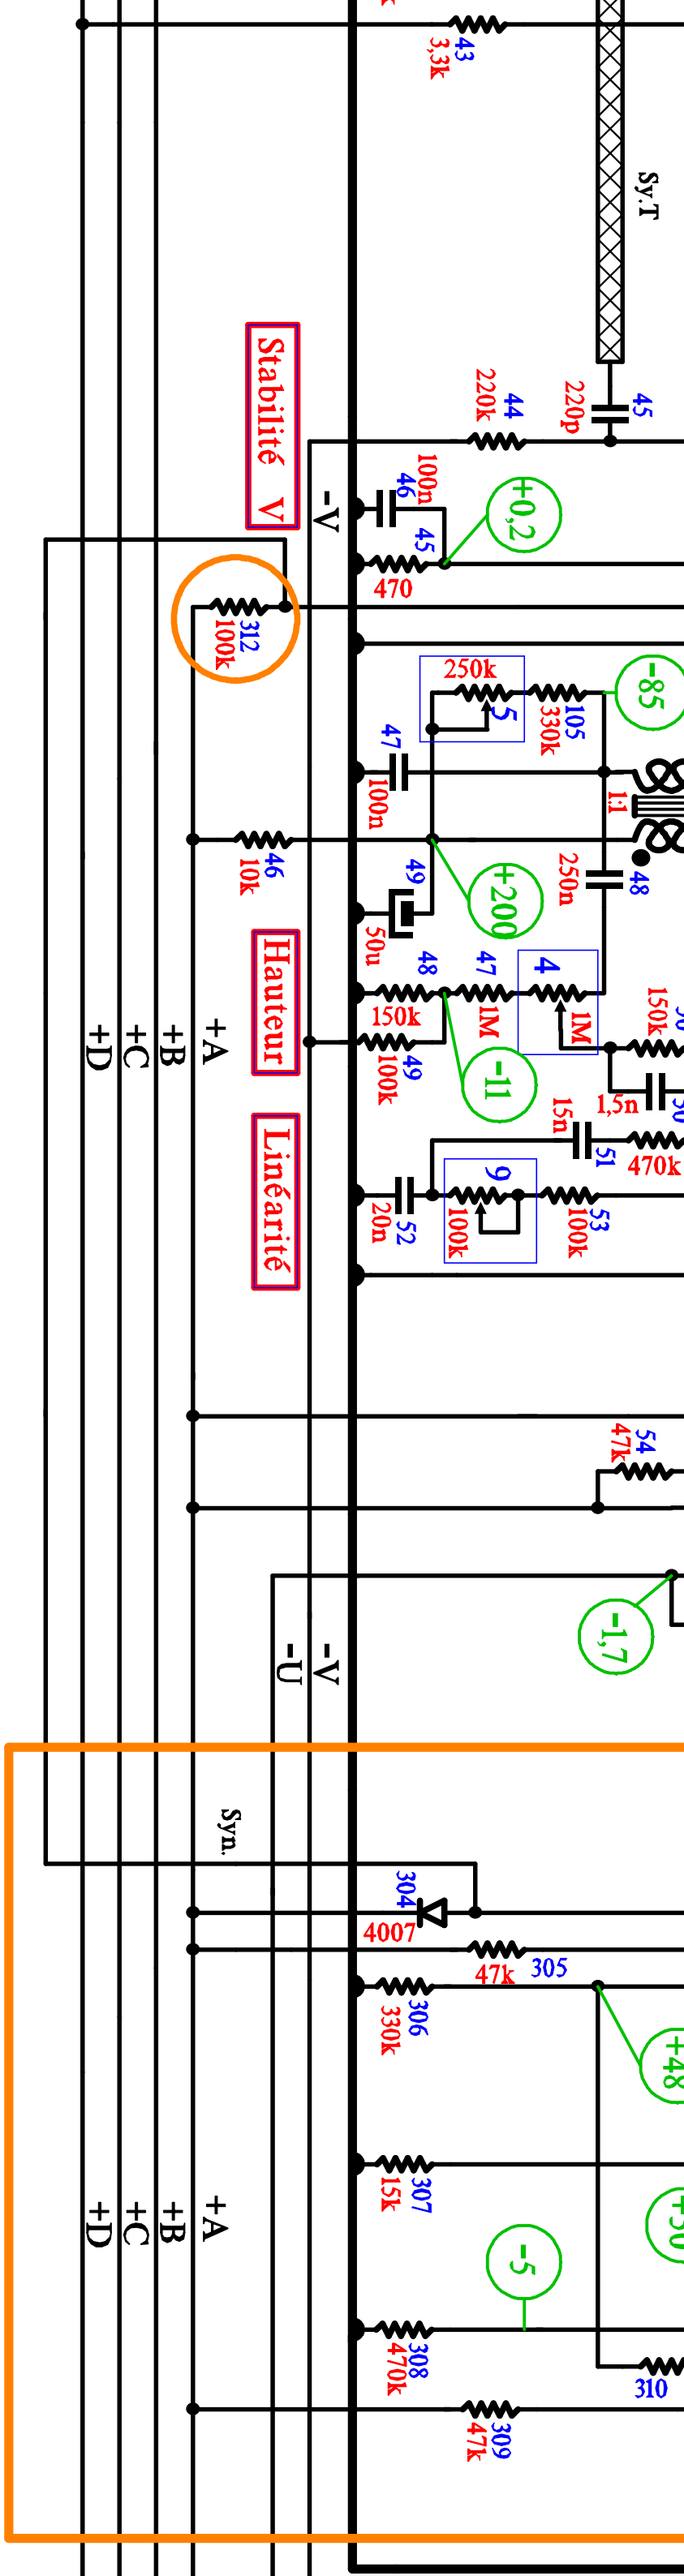 43
3,3k
Sy.T
45
220p
44
220k
Stabilité V
-V
46
100n
+0,2
45
470
312
100k
250k
5
105
330k
-85
47
100n
1:1
46
10k
+200
250n
48
49
50u
Hauteur
48
150k
47
1M
4
1M
150k
49
100k
-11
1,5n
+A
+B
+C
+D
15n
51
470k
Linéarité
52
20n
9
100k
53
100k
54
47k
-1,7
-V
-U
Syn.
304
4007
305
47k
306
330k
+48
307
15k
+A
+B
+C
+D
-5
308
470k
310
309
47k